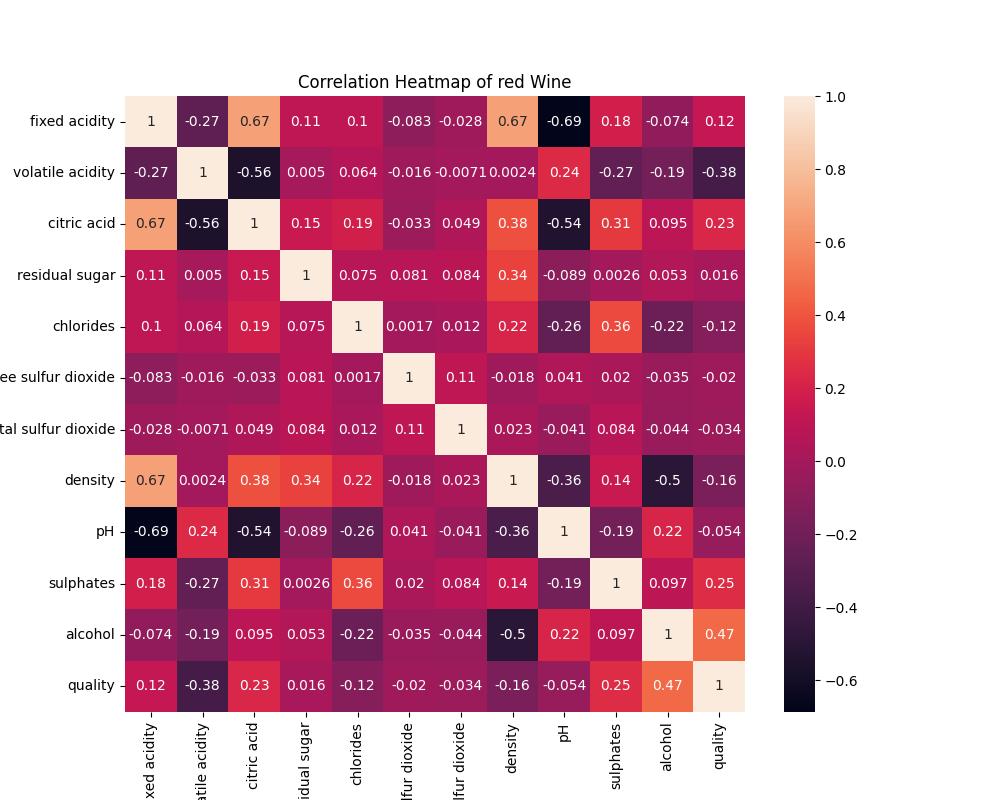 Correlation Heatmap of red Wine
fixed acidity 1 -0.27 0.67 0.11 0.1 -0.083 -0.028 0.67 -0.69 0.18 -0.074 0.12
volatile acidity -0.27 1 -0.56 0.005 0.064 -0.016 -0.0071 0.0024 0.24 -0.27 -0.19 -0.38
citric acid 0.67 -0.56 1 0.15 0.19 -0.033 0.049 0.38 -0.54 0.31 0.095 0.23
residual sugar 0.11 0.005 0.15 1 0.075 0.081 0.084 0.34 -0.089 0.0026 0.053 0.016
chlorides 0.1 0.064 0.19 0.075 1 0.0017 0.012 0.22 -0.26 0.36 -0.22 -0.12
ee sulfur dioxide -0.083 -0.016 -0.033 0.081 0.0017 1 0.11 -0.018 0.041 0.02 -0.035 -0.02
tal sulfur dioxide -0.028 -0.0071 0.049 0.084 0.012 0.11 1 0.023 -0.041 0.084 -0.044 -0.034
density 0.67 0.0024 0.38 0.34 0.22 -0.018 0.023 1 -0.36 0.14 -0.5 -0.16
pH -0.69 0.24 -0.54 -0.089 -0.26 0.041 -0.041 -0.36 1 -0.19 0.22 -0.054
sulphates 0.18 -0.27 0.31 0.0026 0.36 0.02 0.084 0.14 -0.19 1 0.097 0.25
alcohol -0.074 -0.19 0.095 0.053 -0.22 -0.035 -0.044 -0.5 0.22 0.097 1 0.47
quality 0.12 -0.38 0.23 0.016 -0.12 -0.02 -0.034 -0.16 -0.054 0.25 0.47 1
xed acidity
atile acidity
citric acid
idual sugar
chlorides
lfur dioxide
lfur dioxide
density
pH
sulphates
alcohol
quality
1.0
0.8
0.6
0.4
0.2
0.0
−0.2
−0.4
−0.6